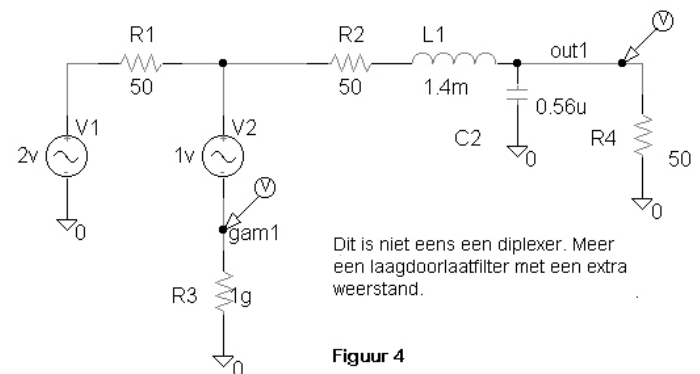 R1
50
R2
50
L1
1.4m
out1
V
V1
2v
0
V2
1v
V
gam1
R3
1g
0
C2
0.56u
0
R4
50
0
Dit is niet eens een diplexer. Meer
een laagdoorlaatfilter met een extra
weerstand.
Figuur 4